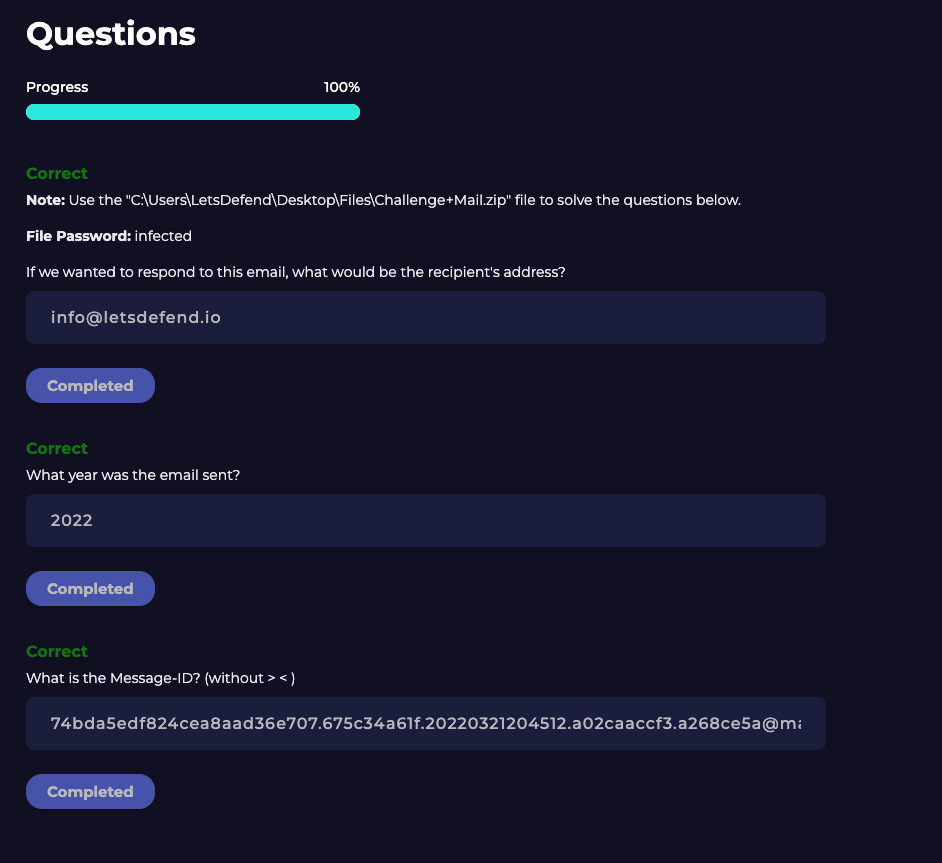 Questions
Progress 100%
Correct
Note: Use the "C:\Users\LetsDefend\Desktop\Files\Challenge+Mail.zip" file to solve the questions below.
File Password: infected
If we wanted to respond to this email, what would be the recipient's address?
info@letsdefend.io
Completed
Correct
What year was the email sent?
2022
Completed
Correct
What is the Message-ID? (without > < )
74bda5edf824cea8aad36e707.675c34a61f.20220321204512.a02caaccf3.a268ce5a@ma
Completed